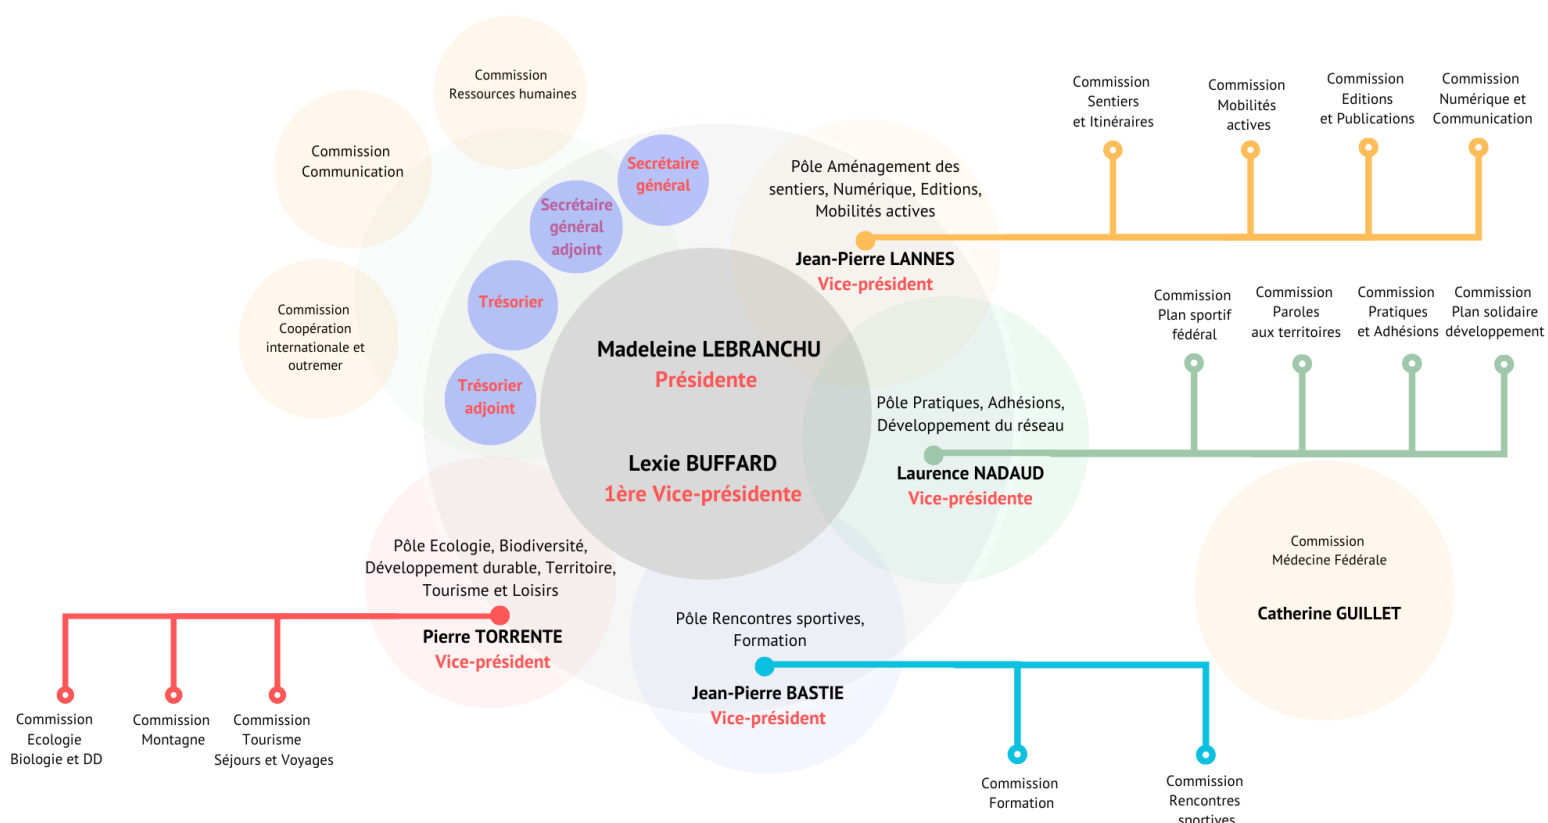 Commission
Ressources humaines
Commission
Communication
Commission
Coopération
internationale et
outremer
Secrétaire
général
Secrétaire
général
adjoint
Trésorier
Trésorier
adjoint
Madeleine LEBRANCHU
Présidente
Lexie BUFFARD
1ère Vice-présidente
Pôle Aménagement des
sentiers, Numérique, Editions,
Mobilités actives
Jean-Pierre LANNES
Vice-président
Commission
Sentiers
et Itinéraires
Commission
Mobilités
actives
Commission
Editions
et Publications
Commission
Numérique et
Communication
Pôle Pratiques, Adhésions,
Développement du réseau
Laurence NADAUD
Vice-présidente
Commission
Plan sportif
fédéral
Commission
Paroles
aux territoires
Commission
Pratiques
et Adhésions
Commission
Plan solidaire
développement
Commission
Médecine Fédérale
Catherine GUILLET
Pôle Ecologie, Biodiversité,
Développement durable, Territoire,
Tourisme et Loisirs
Pierre TORRENTE
Vice-président
Commission
Ecologie
Biologie et DD
Commission
Montagne
Commission
Tourisme
Séjours et Voyages
Pôle Rencontres sportives,
Formation
Jean-Pierre BASTIE
Vice-président
Commission
Formation
Commission
Rencontres
sportives